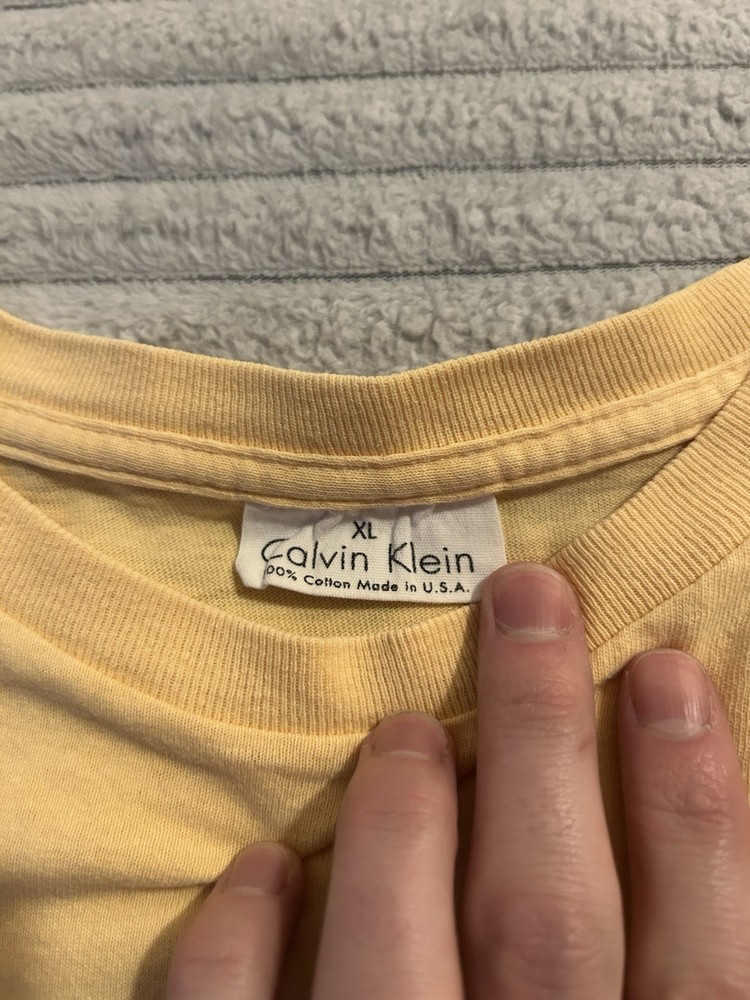 XL
Calvin Klein
00% Cotton Made in U.S.A.